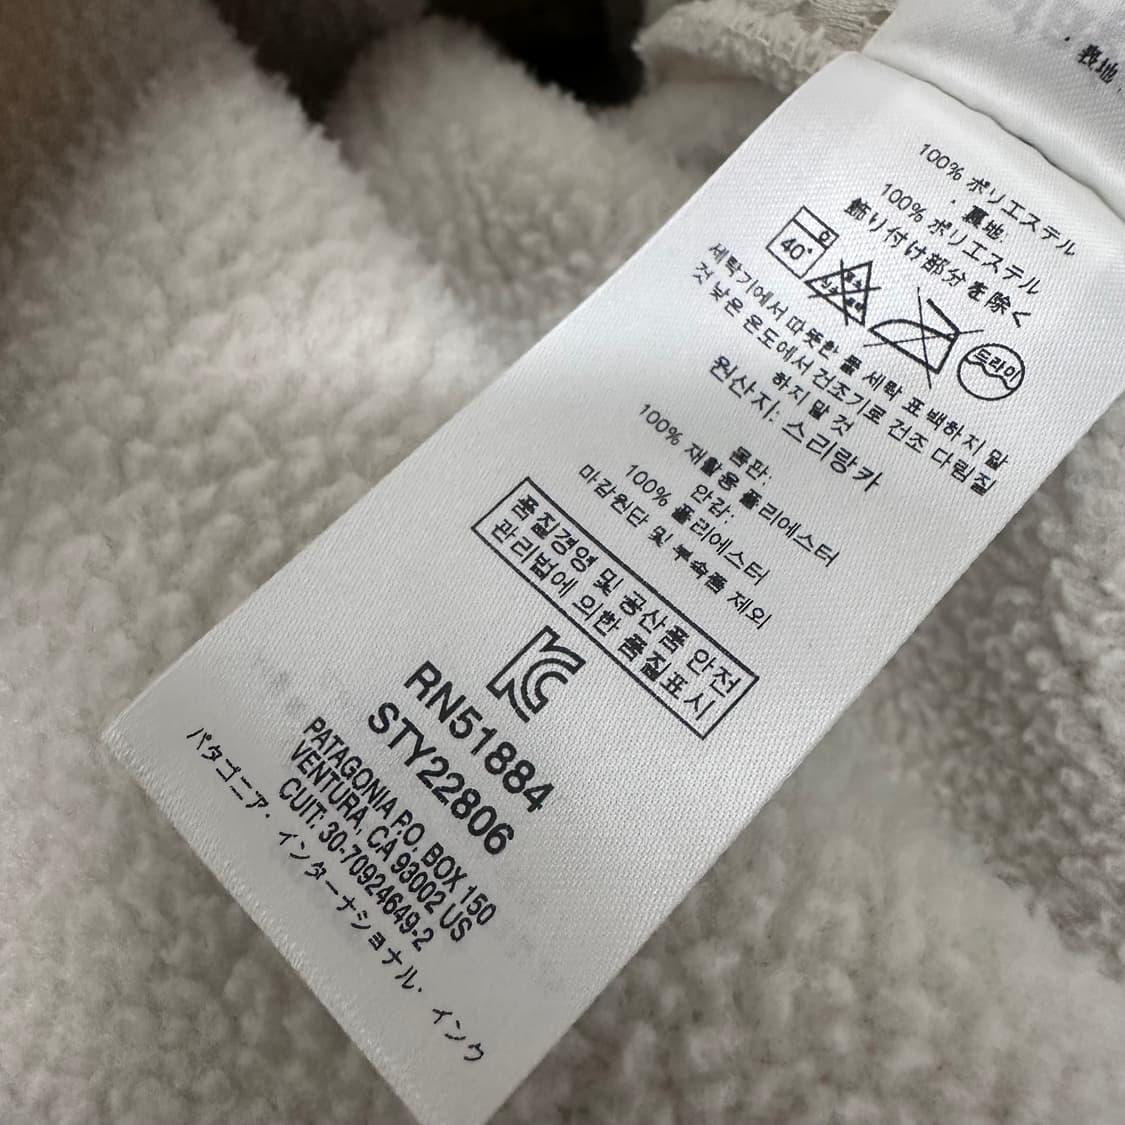 ・表地・
100% ポリエステル
・裏地:
100% ポリエステル
飾り付け部分を除く
40°
드라이
세탁기에서 따뜻한 물 세탁 표백하지 말
것 낮은 온도에서 건조기로 건조 다림질
하지말 것
원산지: 스리랑카
몸판:
100% 재활용 폴리에스터
안감:
100% 폴리에스터
마감원단 및 부속품 제외
품질경영 및 공산품 안전
관리법에 의한 품질표시
RN51884
STY22806
PATAGONIA P.O. BOX 150
VENTURA, CA 93002 US
CUIT: 30-70924649-2
パタゴニア・インターナショナル・インク